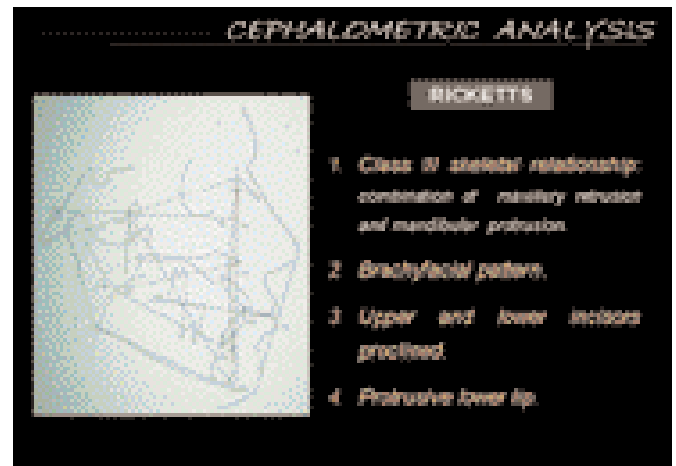 CEPHALOMETRIC ANALYSIS
RICKETTS
1. Class III skeletal relationship:
combination of maxillary retrusion
and mandibular protrusion.
2 Brachyfacial pattern.
3 Upper and lower incisors
proclined.
4 Protrusive lower lip.